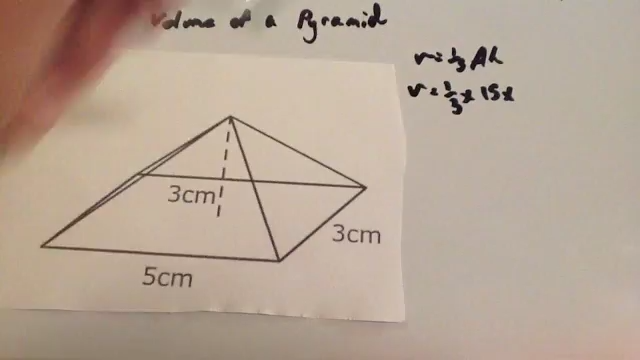 Volume of a Pyramid
v = 1/3 Ah
v = 1/3 x 15 x
3cm
3cm
5cm